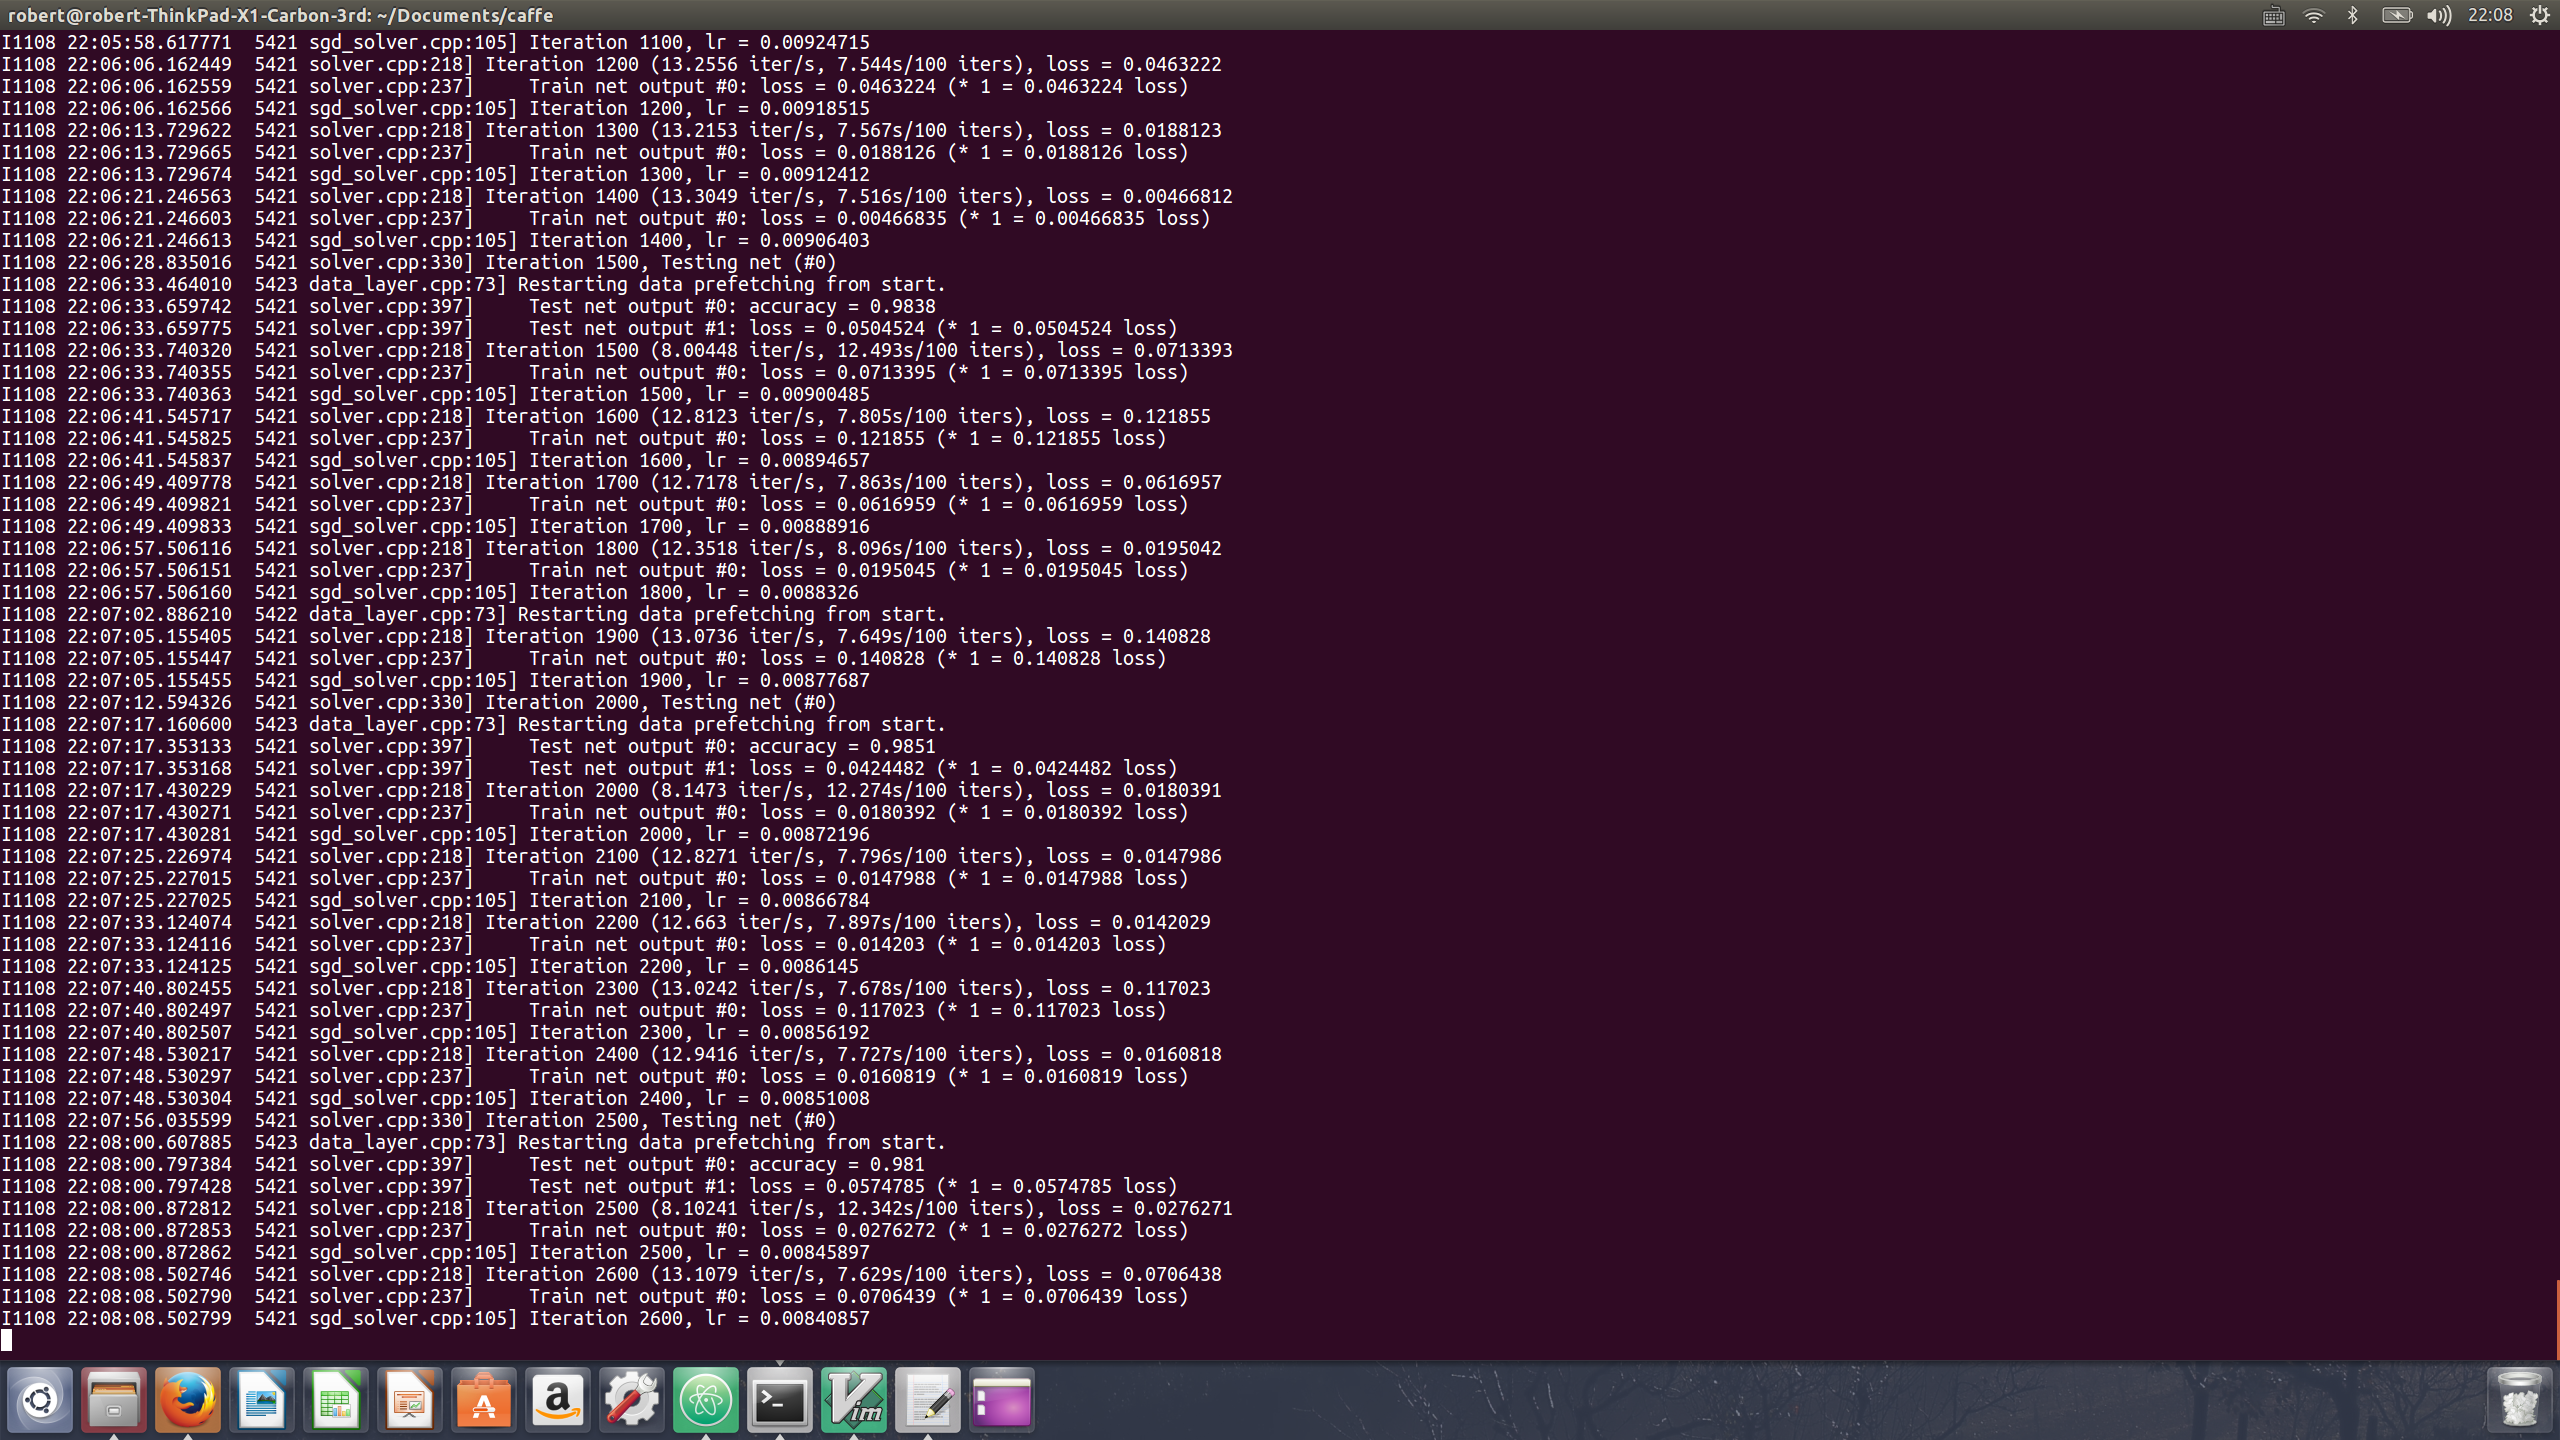 robert@robert-ThinkPad-X1-Carbon-3rd: ~/Documents/caffe 22:08
I1108 22:05:58.617771  5421 sgd_solver.cpp:105] Iteration 1100, lr = 0.00924715
I1108 22:06:06.162449  5421 solver.cpp:218] Iteration 1200 (13.2556 iter/s, 7.544s/100 iters), loss = 0.0463222
I1108 22:06:06.162559  5421 solver.cpp:237]     Train net output #0: loss = 0.0463224 (* 1 = 0.0463224 loss)
I1108 22:06:06.162566  5421 sgd_solver.cpp:105] Iteration 1200, lr = 0.00918515
I1108 22:06:13.729622  5421 solver.cpp:218] Iteration 1300 (13.2153 iter/s, 7.567s/100 iters), loss = 0.0188123
I1108 22:06:13.729665  5421 solver.cpp:237]     Train net output #0: loss = 0.0188126 (* 1 = 0.0188126 loss)
I1108 22:06:13.729674  5421 sgd_solver.cpp:105] Iteration 1300, lr = 0.00912412
I1108 22:06:21.246563  5421 solver.cpp:218] Iteration 1400 (13.3049 iter/s, 7.516s/100 iters), loss = 0.00466812
I1108 22:06:21.246603  5421 solver.cpp:237]     Train net output #0: loss = 0.00466835 (* 1 = 0.00466835 loss)
I1108 22:06:21.246613  5421 sgd_solver.cpp:105] Iteration 1400, lr = 0.00906403
I1108 22:06:28.835016  5421 solver.cpp:330] Iteration 1500, Testing net (#0)
I1108 22:06:33.464010  5423 data_layer.cpp:73] Restarting data prefetching from start.
I1108 22:06:33.659742  5421 solver.cpp:397]     Test net output #0: accuracy = 0.9838
I1108 22:06:33.659775  5421 solver.cpp:397]     Test net output #1: loss = 0.0504524 (* 1 = 0.0504524 loss)
I1108 22:06:33.740320  5421 solver.cpp:218] Iteration 1500 (8.00448 iter/s, 12.493s/100 iters), loss = 0.0713393
I1108 22:06:33.740355  5421 solver.cpp:237]     Train net output #0: loss = 0.0713395 (* 1 = 0.0713395 loss)
I1108 22:06:33.740363  5421 sgd_solver.cpp:105] Iteration 1500, lr = 0.00900485
I1108 22:06:41.545717  5421 solver.cpp:218] Iteration 1600 (12.8123 iter/s, 7.805s/100 iters), loss = 0.121855
I1108 22:06:41.545825  5421 solver.cpp:237]     Train net output #0: loss = 0.121855 (* 1 = 0.121855 loss)
I1108 22:06:41.545837  5421 sgd_solver.cpp:105] Iteration 1600, lr = 0.00894657
I1108 22:06:49.409778  5421 solver.cpp:218] Iteration 1700 (12.7178 iter/s, 7.863s/100 iters), loss = 0.0616957
I1108 22:06:49.409821  5421 solver.cpp:237]     Train net output #0: loss = 0.0616959 (* 1 = 0.0616959 loss)
I1108 22:06:49.409833  5421 sgd_solver.cpp:105] Iteration 1700, lr = 0.00888916
I1108 22:06:57.506116  5421 solver.cpp:218] Iteration 1800 (12.3518 iter/s, 8.096s/100 iters), loss = 0.0195042
I1108 22:06:57.506151  5421 solver.cpp:237]     Train net output #0: loss = 0.0195045 (* 1 = 0.0195045 loss)
I1108 22:06:57.506160  5421 sgd_solver.cpp:105] Iteration 1800, lr = 0.0088326
I1108 22:07:02.886210  5422 data_layer.cpp:73] Restarting data prefetching from start.
I1108 22:07:05.155405  5421 solver.cpp:218] Iteration 1900 (13.0736 iter/s, 7.649s/100 iters), loss = 0.140828
I1108 22:07:05.155447  5421 solver.cpp:237]     Train net output #0: loss = 0.140828 (* 1 = 0.140828 loss)
I1108 22:07:05.155455  5421 sgd_solver.cpp:105] Iteration 1900, lr = 0.00877687
I1108 22:07:12.594326  5421 solver.cpp:330] Iteration 2000, Testing net (#0)
I1108 22:07:17.160600  5423 data_layer.cpp:73] Restarting data prefetching from start.
I1108 22:07:17.353133  5421 solver.cpp:397]     Test net output #0: accuracy = 0.9851
I1108 22:07:17.353168  5421 solver.cpp:397]     Test net output #1: loss = 0.0424482 (* 1 = 0.0424482 loss)
I1108 22:07:17.430229  5421 solver.cpp:218] Iteration 2000 (8.1473 iter/s, 12.274s/100 iters), loss = 0.0180391
I1108 22:07:17.430271  5421 solver.cpp:237]     Train net output #0: loss = 0.0180392 (* 1 = 0.0180392 loss)
I1108 22:07:17.430281  5421 sgd_solver.cpp:105] Iteration 2000, lr = 0.00872196
I1108 22:07:25.226974  5421 solver.cpp:218] Iteration 2100 (12.8271 iter/s, 7.796s/100 iters), loss = 0.0147986
I1108 22:07:25.227015  5421 solver.cpp:237]     Train net output #0: loss = 0.0147988 (* 1 = 0.0147988 loss)
I1108 22:07:25.227025  5421 sgd_solver.cpp:105] Iteration 2100, lr = 0.00866784
I1108 22:07:33.124074  5421 solver.cpp:218] Iteration 2200 (12.663 iter/s, 7.897s/100 iters), loss = 0.0142029
I1108 22:07:33.124116  5421 solver.cpp:237]     Train net output #0: loss = 0.014203 (* 1 = 0.014203 loss)
I1108 22:07:33.124125  5421 sgd_solver.cpp:105] Iteration 2200, lr = 0.0086145
I1108 22:07:40.802455  5421 solver.cpp:218] Iteration 2300 (13.0242 iter/s, 7.678s/100 iters), loss = 0.117023
I1108 22:07:40.802497  5421 solver.cpp:237]     Train net output #0: loss = 0.117023 (* 1 = 0.117023 loss)
I1108 22:07:40.802507  5421 sgd_solver.cpp:105] Iteration 2300, lr = 0.00856192
I1108 22:07:48.530217  5421 solver.cpp:218] Iteration 2400 (12.9416 iter/s, 7.727s/100 iters), loss = 0.0160818
I1108 22:07:48.530297  5421 solver.cpp:237]     Train net output #0: loss = 0.0160819 (* 1 = 0.0160819 loss)
I1108 22:07:48.530304  5421 sgd_solver.cpp:105] Iteration 2400, lr = 0.00851008
I1108 22:07:56.035599  5421 solver.cpp:330] Iteration 2500, Testing net (#0)
I1108 22:08:00.607885  5423 data_layer.cpp:73] Restarting data prefetching from start.
I1108 22:08:00.797384  5421 solver.cpp:397]     Test net output #0: accuracy = 0.981
I1108 22:08:00.797428  5421 solver.cpp:397]     Test net output #1: loss = 0.0574785 (* 1 = 0.0574785 loss)
I1108 22:08:00.872812  5421 solver.cpp:218] Iteration 2500 (8.10241 iter/s, 12.342s/100 iters), loss = 0.0276271
I1108 22:08:00.872853  5421 solver.cpp:237]     Train net output #0: loss = 0.0276272 (* 1 = 0.0276272 loss)
I1108 22:08:00.872862  5421 sgd_solver.cpp:105] Iteration 2500, lr = 0.00845897
I1108 22:08:08.502746  5421 solver.cpp:218] Iteration 2600 (13.1079 iter/s, 7.629s/100 iters), loss = 0.0706438
I1108 22:08:08.502790  5421 solver.cpp:237]     Train net output #0: loss = 0.0706439 (* 1 = 0.0706439 loss)
I1108 22:08:08.502799  5421 sgd_solver.cpp:105] Iteration 2600, lr = 0.00840857
A a >_ Vim